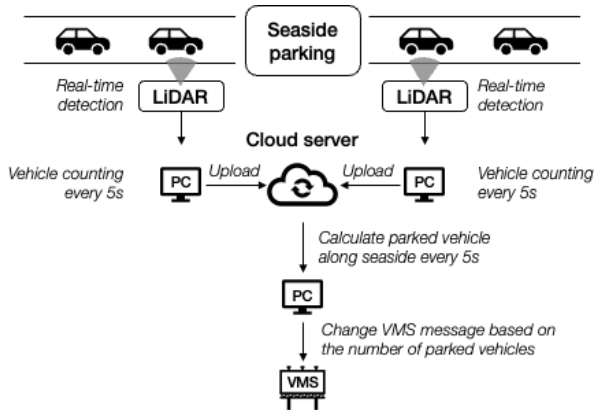 Seaside
parking
Real-time
detection
LiDAR
LiDAR
Real-time
detection
Cloud server
Vehicle counting
every 5s
PC
Upload
Upload
PC
Vehicle counting
every 5s
Calculate parked vehicle
along seaside every 5s
PC
Change VMS message based on
the number of parked vehicles
VMS